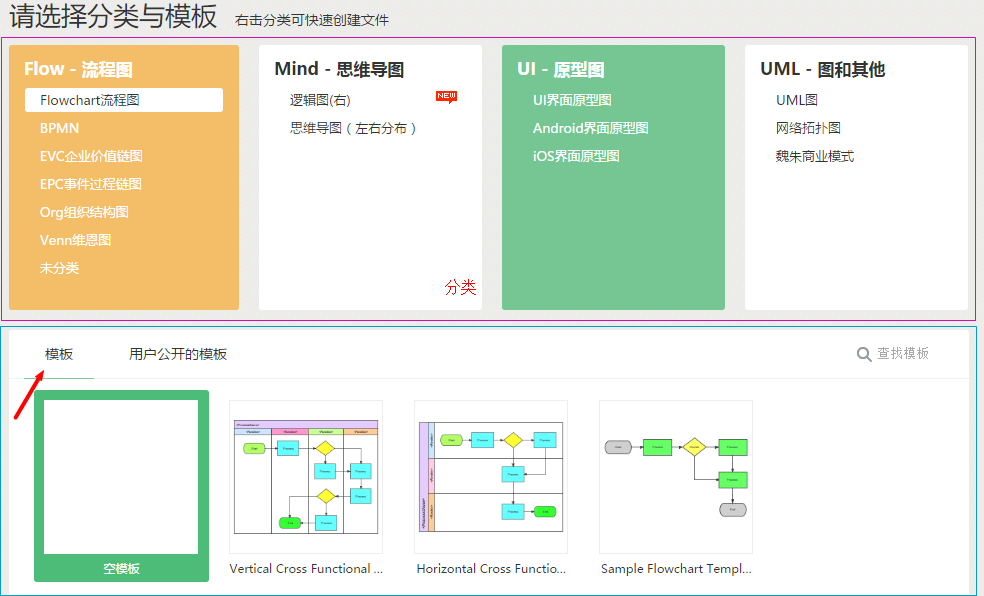 请选择分类与模板 右击分类可快速创建文件
Flow - 流程图
Flowchart流程图
BPMN
EVC企业价值链图
EPC事件过程链图
Org组织结构图
Venn维恩图
未分类
Mind - 思维导图
逻辑图(右) NEW
思维导图（左右分布）
分类
UI - 原型图
UI界面原型图
Android界面原型图
iOS界面原型图
UML - 图和其他
UML图
网络拓扑图
魏朱商业模式
模板 用户公开的模板 查找模板
空模板
Vertical Cross Functional ...
Horizontal Cross Functio...
Sample Flowchart Templ...